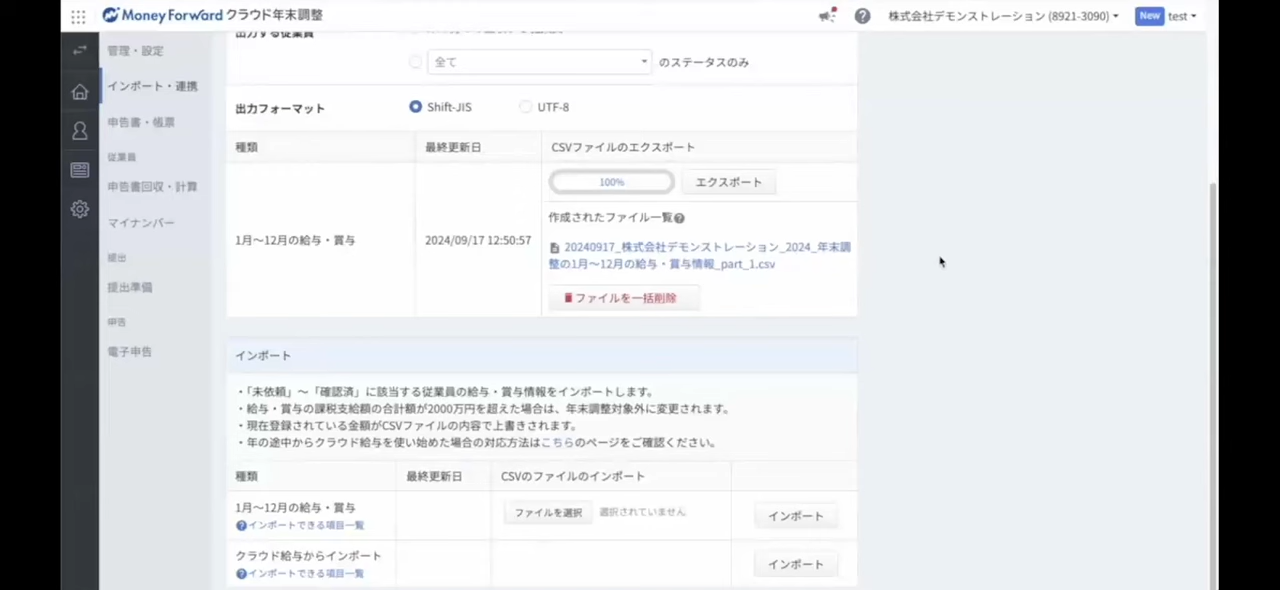 Money Forward クラウド年末調整
株式会社デモンストレーション (8921-3090)
New test
管理・設定
インポート・連携
申告書・帳票
従業員
申告書回収・計算
マイナンバー
提出
提出準備
申告
電子申告
出力する従業員
全て のステータスのみ
出力フォーマット Shift-JIS UTF-8
種類 最終更新日 CSVファイルのエクスポート
100% エクスポート
作成されたファイル一覧
1月〜12月の給与・賞与 2024/09/17 12:50:57
20240917_株式会社デモンストレーション_2024_年末調
整の1月〜12月の給与・賞与情報_part_1.csv
ファイルを一括削除
インポート
・「未依頼」〜「確認済」に該当する従業員の給与・賞与情報をインポートします。
・給与・賞与の課税支給額の合計額が2000万円を超えた場合は、年末調整対象外に変更されます。
・現在登録されている金額がCSVファイルの内容で上書きされます。
・年の途中からクラウド給与を使い始めた場合の対応方法はこちらのページをご確認ください。
種類 最終更新日 CSVのファイルのインポート
1月〜12月の給与・賞与
インポートできる項目一覧
ファイルを選択 選択されていません
インポート
クラウド給与からインポート
インポートできる項目一覧
インポート